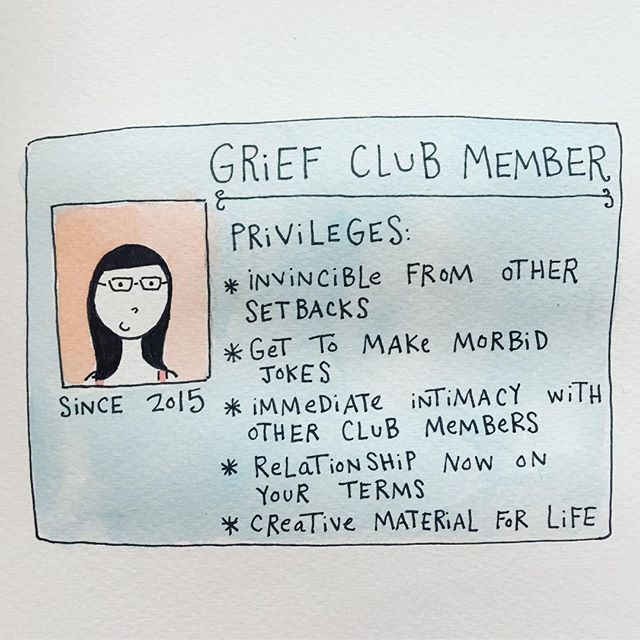 GRiEF CLUB MEMBER
PRiViLEGES:
* iNViNCiBLe FROM OTHER
SETBACKS
* GeT To MAKe MoRBiD
JOKES
* iMMeDiATe iNTiMACY WiTH
OTHER CLUB MeMBeRS
* ReLATioNSHiP NoW oN
YouR TeRMS
* CReaTiVe MATeRiAL FoR LiFE
SiNCE 2015